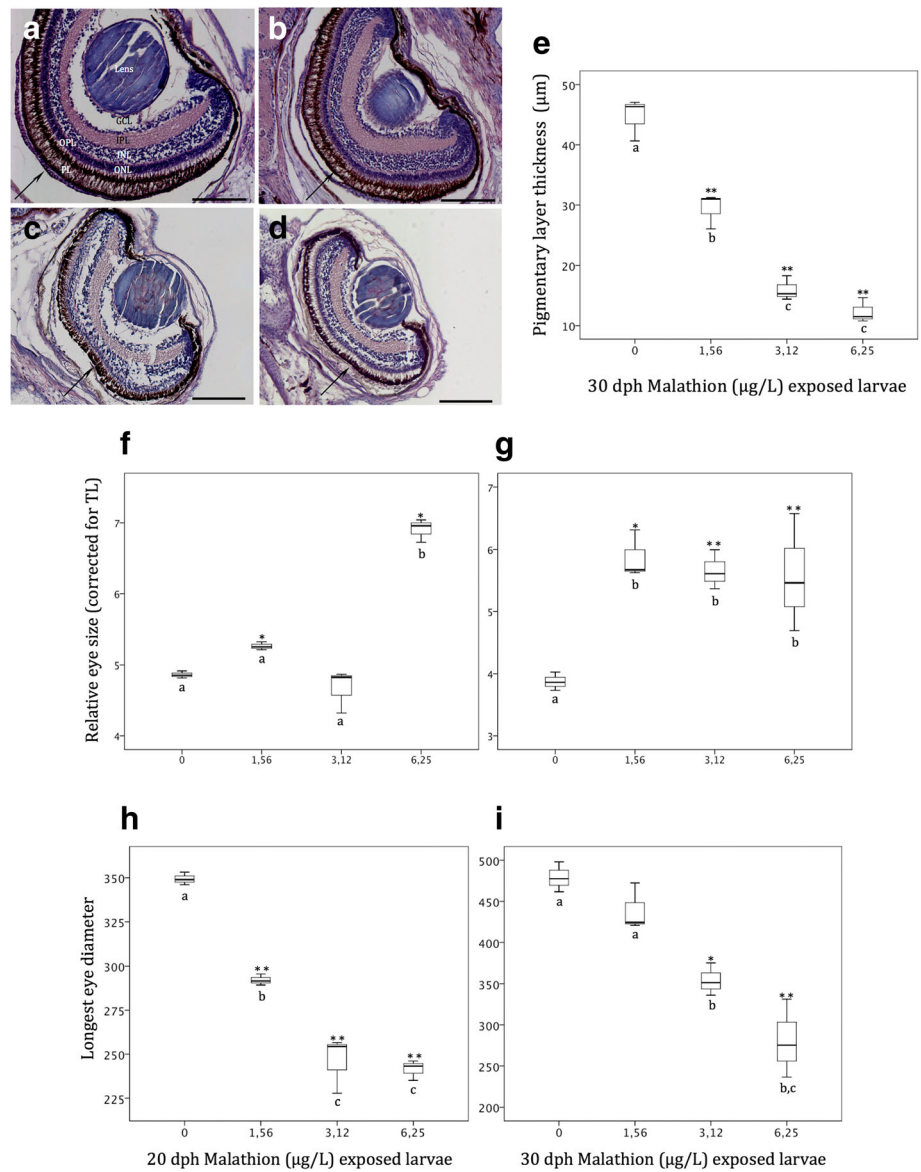 a
b
Lens
GCL
IPL
OPL
INL
PL
ONL
c
d
e
Pigmentary layer thickness (µm)
50
40
30
20
10
a
**
b
**
c
**
c
0 1,56 3,12 6,25
30 dph Malathion (µg/L) exposed larvae
f
Relative eye size (corrected for TL)
7
6
5
4
a
*
a
a
*
b
0 1,56 3,12 6,25
g
7
6
5
4
3
a
*
b
**
b
**
b
0 1,56 3,12 6,25
h
Longest eye diameter
350
325
300
275
250
225
a
**
b
**
c
**
c
0 1,56 3,12 6,25
20 dph Malathion (µg/L) exposed larvae
i
500
450
400
350
300
250
200
a
a
*
b
**
b,c
0 1,56 3,12 6,25
30 dph Malathion (µg/L) exposed larvae